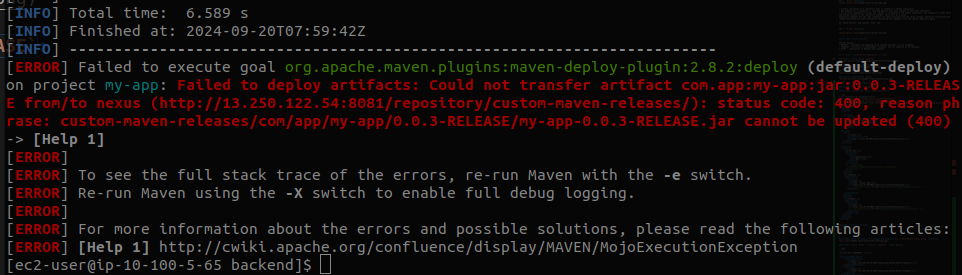 [INFO] Total time:  6.589 s
[INFO] Finished at: 2024-09-20T07:59:42Z
[INFO] ------------------------------------------------------------------------
[ERROR] Failed to execute goal org.apache.maven.plugins:maven-deploy-plugin:2.8.2:deploy (default-deploy)
on project my-app: Failed to deploy artifacts: Could not transfer artifact com.app:my-app:jar:0.0.3-RELEAS
E from/to nexus (http://13.250.122.54:8081/repository/custom-maven-releases/): status code: 400, reason ph
rase: custom-maven-releases/com/app/my-app/0.0.3-RELEASE/my-app-0.0.3-RELEASE.jar cannot be updated (400)
-> [Help 1]
[ERROR]
[ERROR] To see the full stack trace of the errors, re-run Maven with the -e switch.
[ERROR] Re-run Maven using the -X switch to enable full debug logging.
[ERROR]
[ERROR] For more information about the errors and possible solutions, please read the following articles:
[ERROR] [Help 1] http://cwiki.apache.org/confluence/display/MAVEN/MojoExecutionException
[ec2-user@ip-10-100-5-65 backend]$